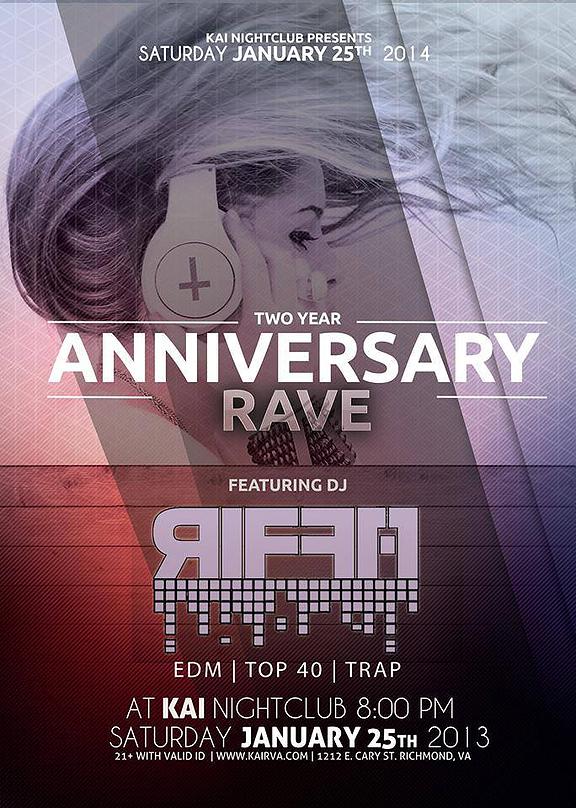 KAI NIGHTCLUB PRESENTS
SATURDAY JANUARY 25TH 2014
TWO YEAR
ANNIVERSARY
RAVE
FEATURING DJ
EDM | TOP 40 | TRAP
AT KAI NIGHTCLUB 8:00 PM
SATURDAY JANUARY 25TH 2013
21+ WITH VALID ID | WWW.KAIRVA.COM | 1212 E. CARY ST. RICHMOND, VA